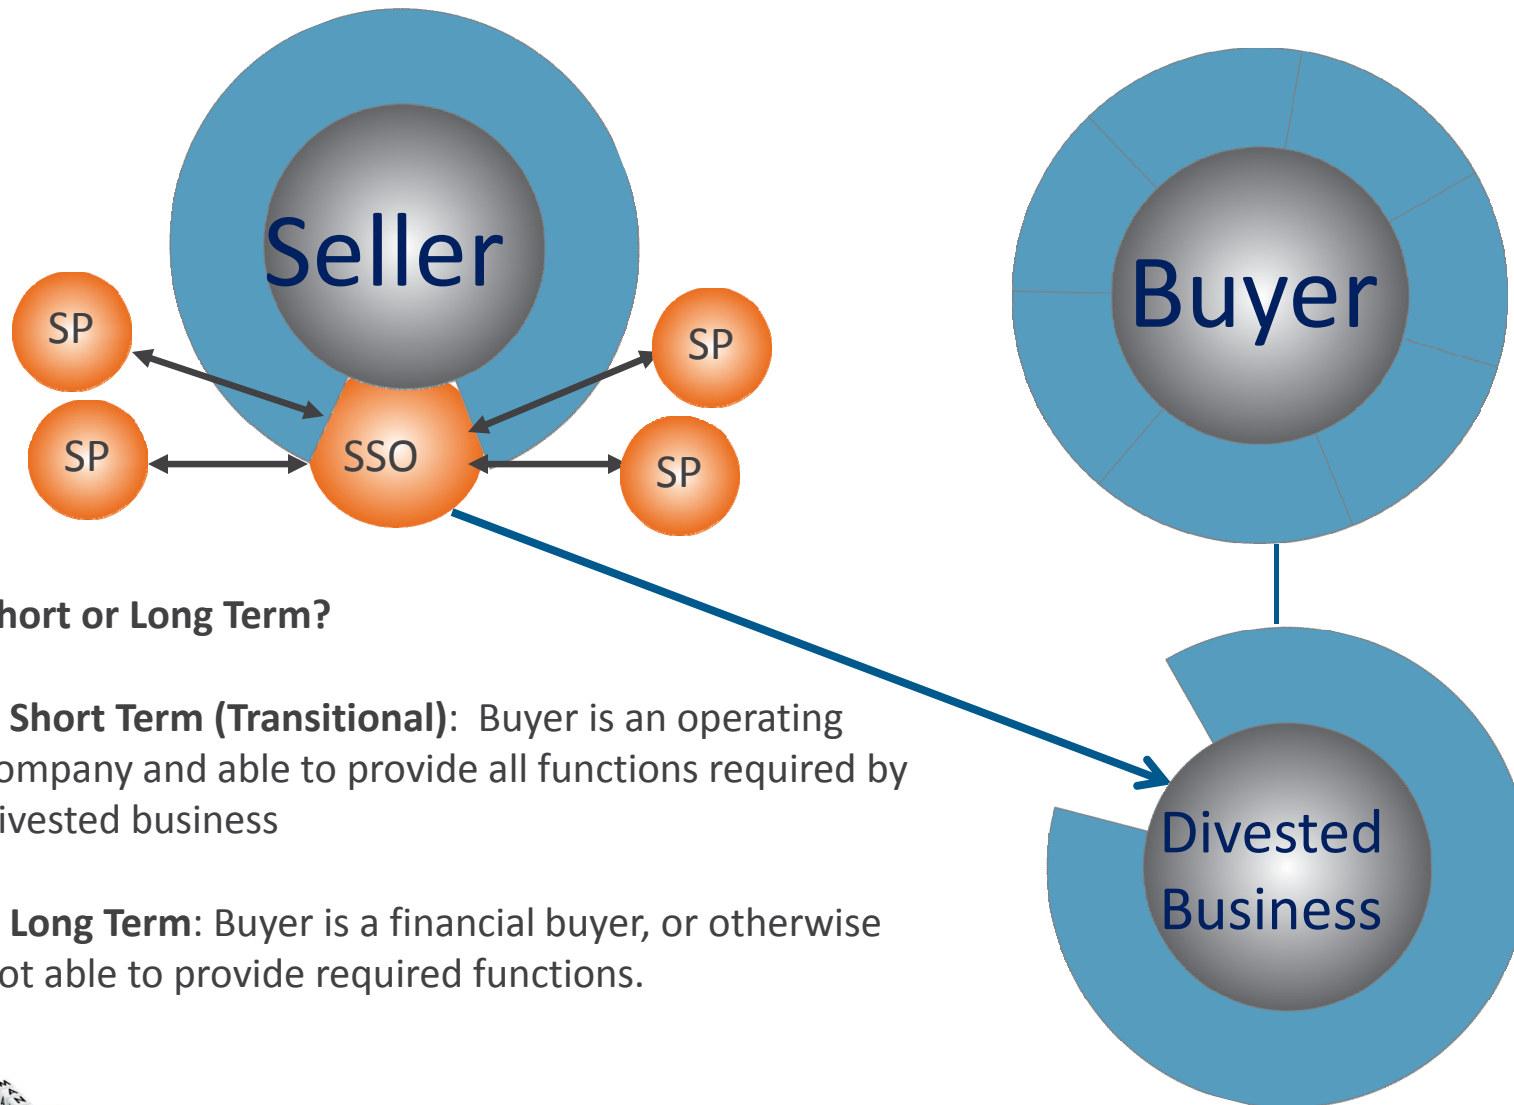 Seller
Buyer
SP
SP
SP
SSO
SP
hort or Long Term?
Short Term (Transitional):  Buyer is an operating
ompany and able to provide all functions required by
ivested business
Divested
Business
Long Term: Buyer is a financial buyer, or otherwise
ot able to provide required functions.